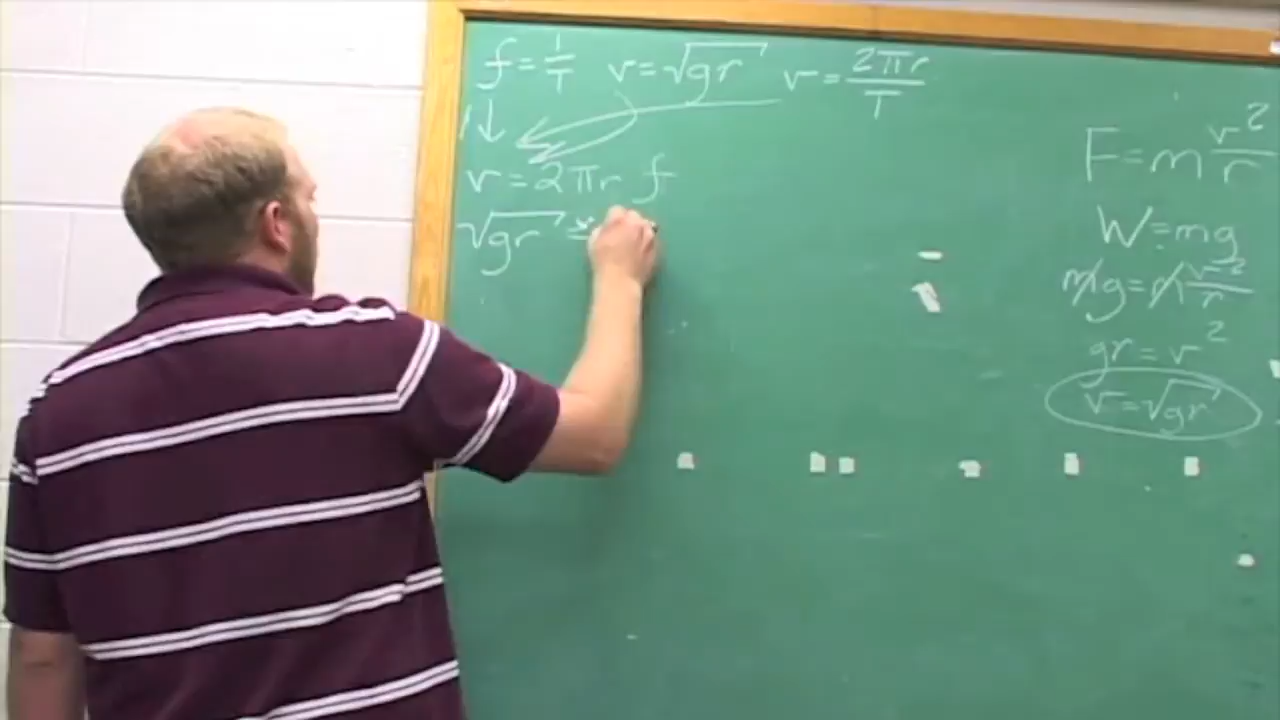 f = 1/T v = √gr v = 2πr/T
v = 2πr f
√gr =
F = m v²/r
W = mg
mg = m v²/r
gr = v²
v = √gr